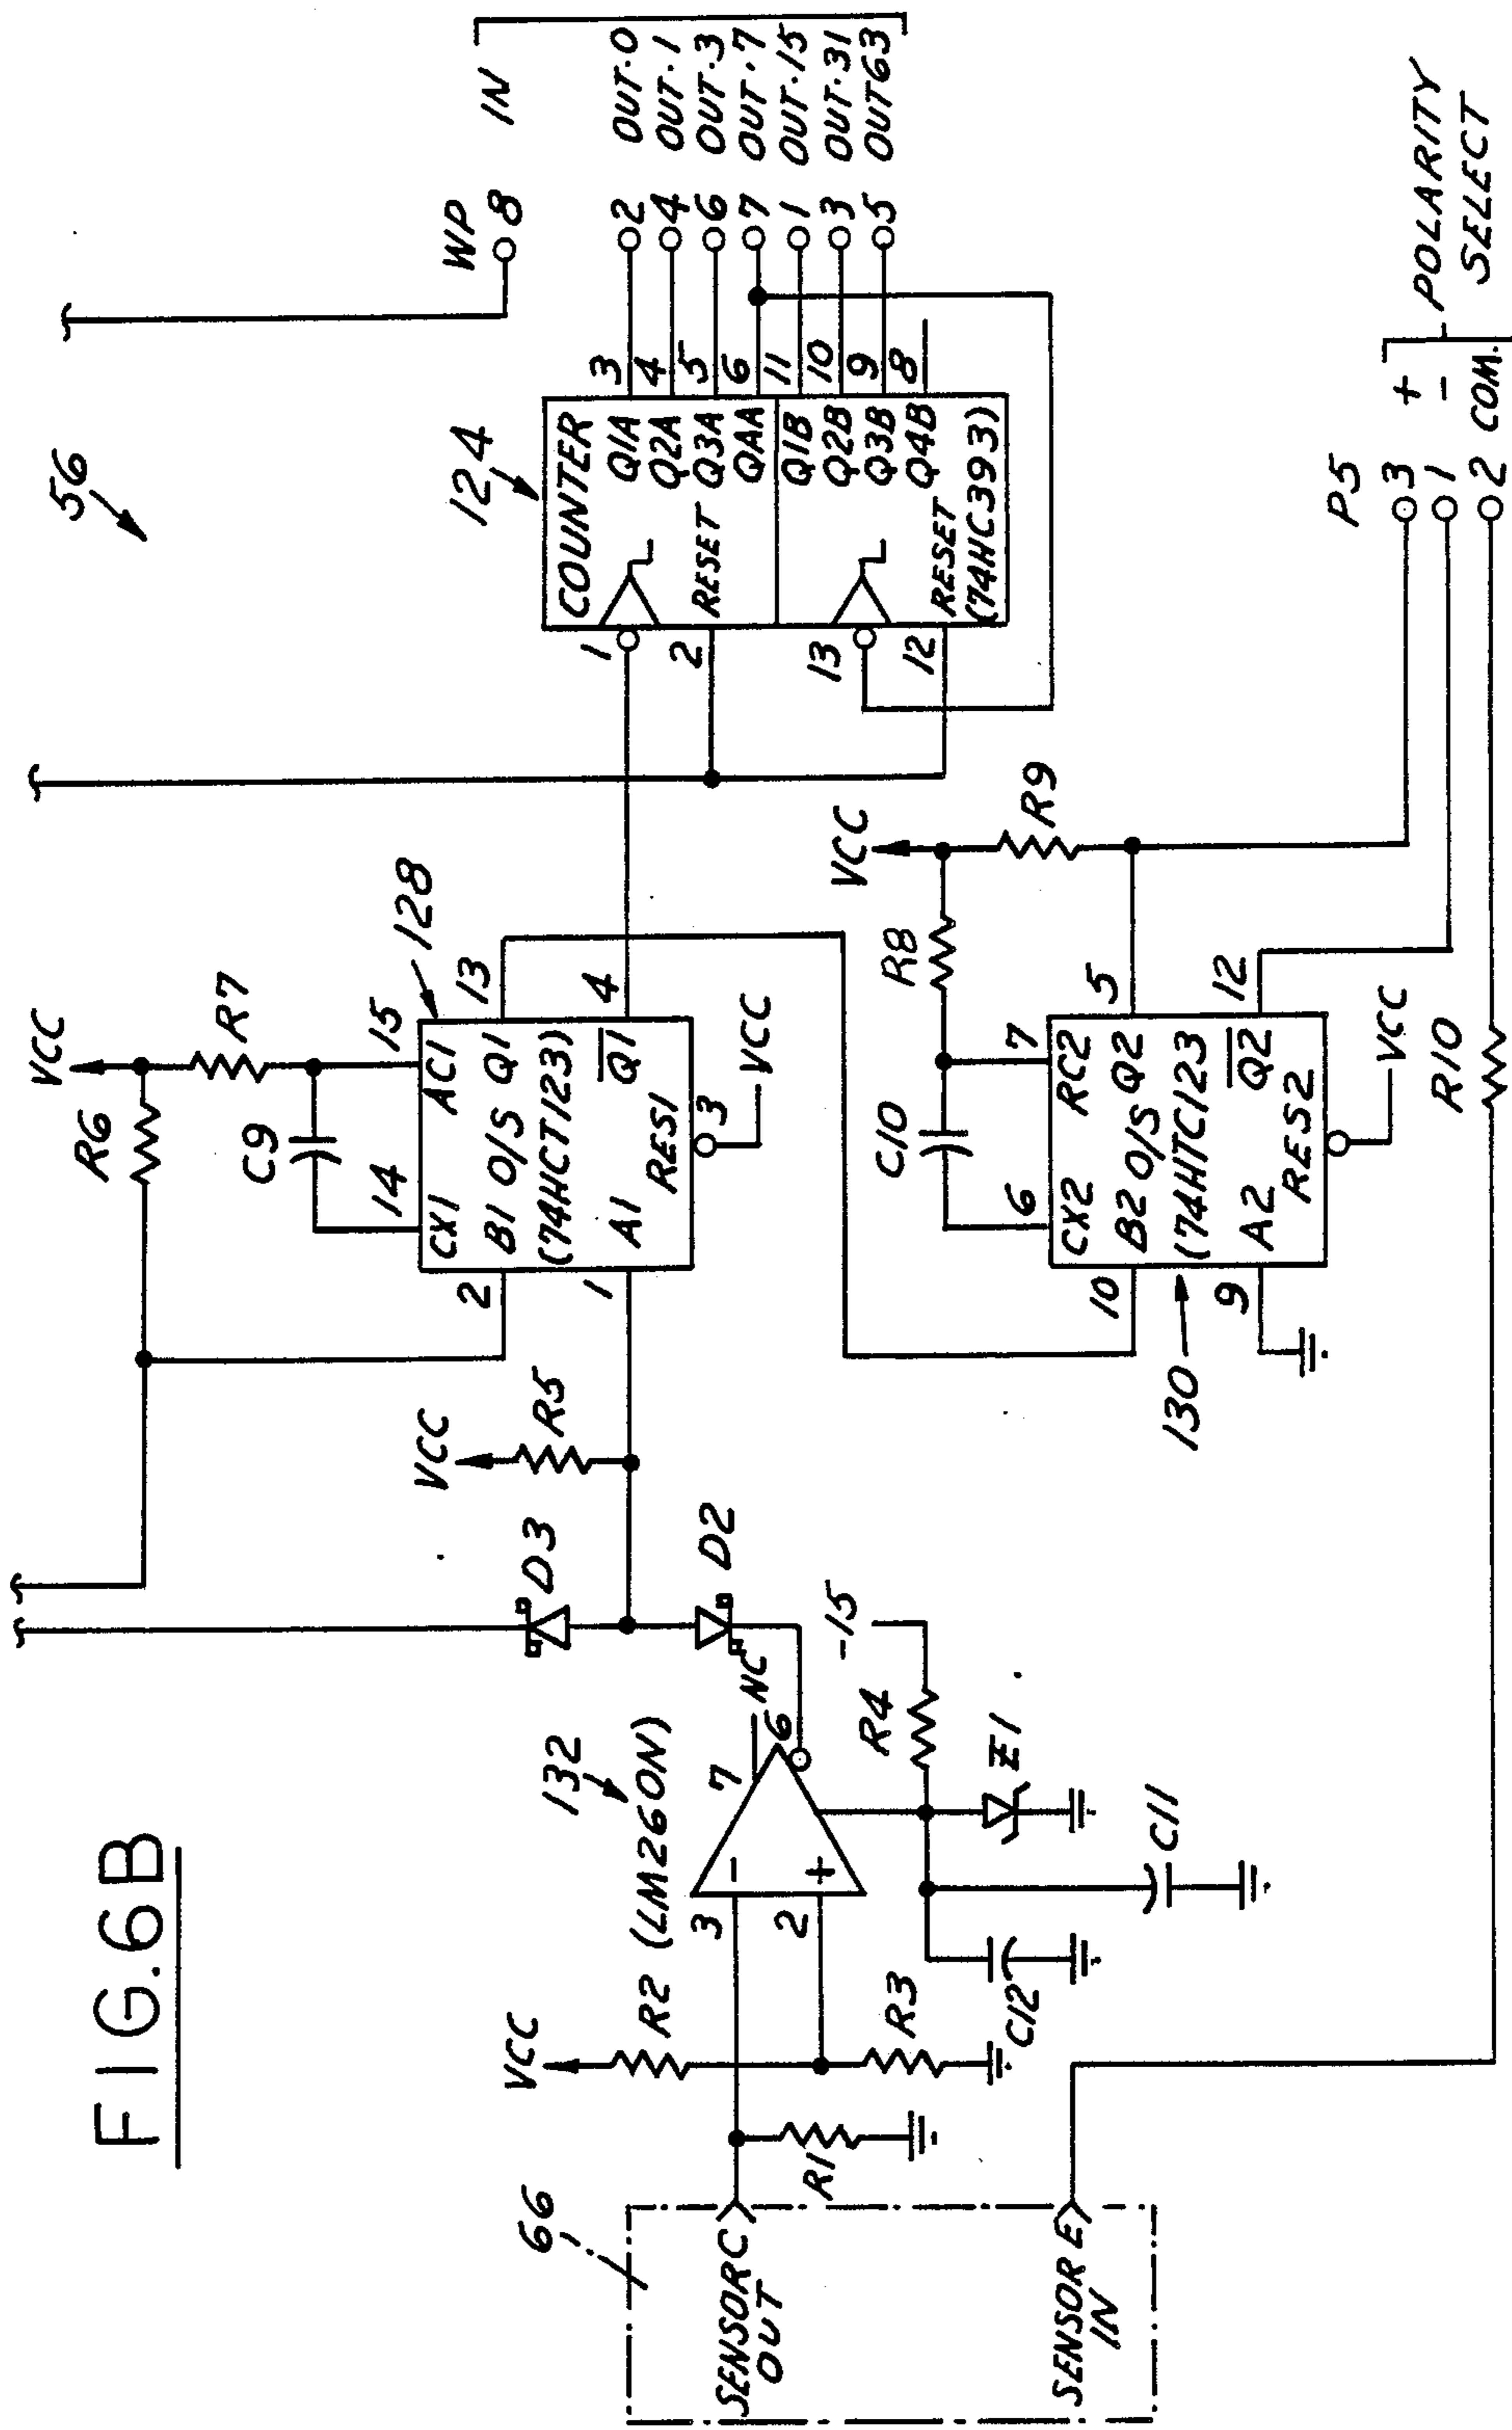 FIG.6B
56
WP
8
IN
OUT·0
OUT·1
OUT·3
OUT·7
OUT·15
OUT·31
OUT63
2
4
6
7
1
3
5
124
COUNTER
Q1A
Q2A
RESET Q3A
QAA
Q1B
Q2B
Q3B
Q4B
RESET
(74HC393)
3
4
5
6
11
10
9
8
1
2
13
12
VCC
R6
R7
C9
14
15
128
CX1
AC1
B1 O/S Q1
(74HCT123)
A1
Q1
RES1
2
1
13
4
3
VCC
VCC
R5
D3
D2
132
(LM260N)
7
NC
6
3
2
-
+
VCC
R2
R3
R1
-15
R4
Z1
C11
C12
66
SENSOR C
OUT
SENSOR E
IN
VCC
R8
R9
C10
6
7
CX2
RC2
B2 O/S Q2
(74HTC123
A2
Q2
RES2
10
9
5
12
130
VCC
R10
P5
3 +
1 -
2 COM.
POLARITY
SELECT